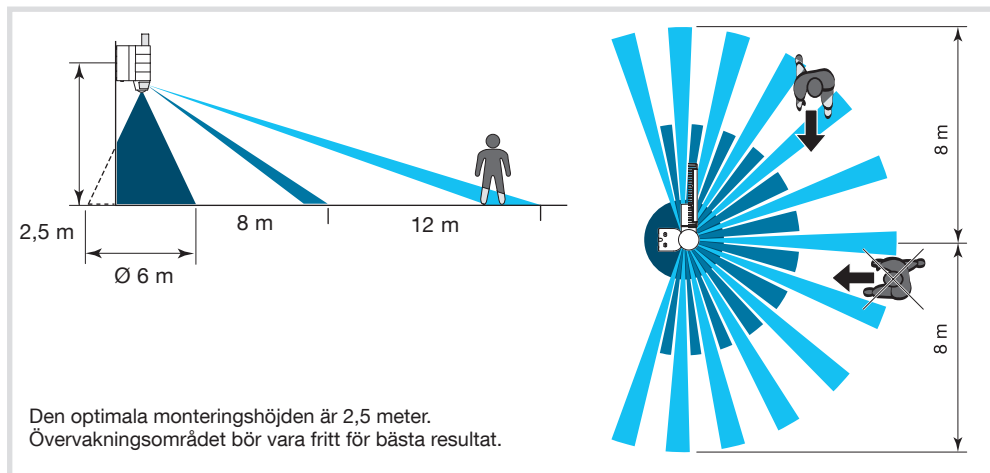 2,5 m
8 m
12 m
Ø 6 m
8 m
8 m
Den optimala monteringshöjden är 2,5 meter.
Övervakningsområdet bör vara fritt för bästa resultat.